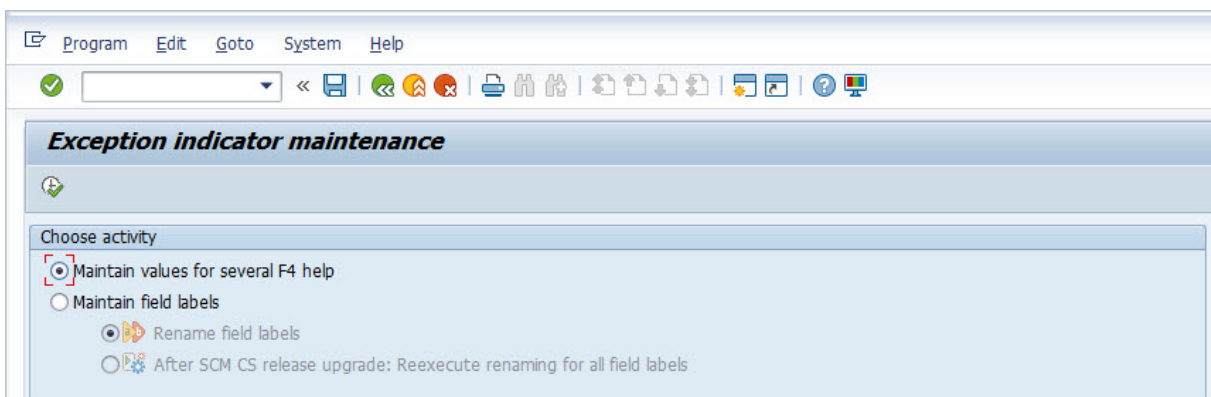 Program Edit Goto System Help
Exception indicator maintenance
Choose activity
Maintain values for several F4 help
Maintain field labels
Rename field labels
After SCM CS release upgrade: Reexecute renaming for all field labels